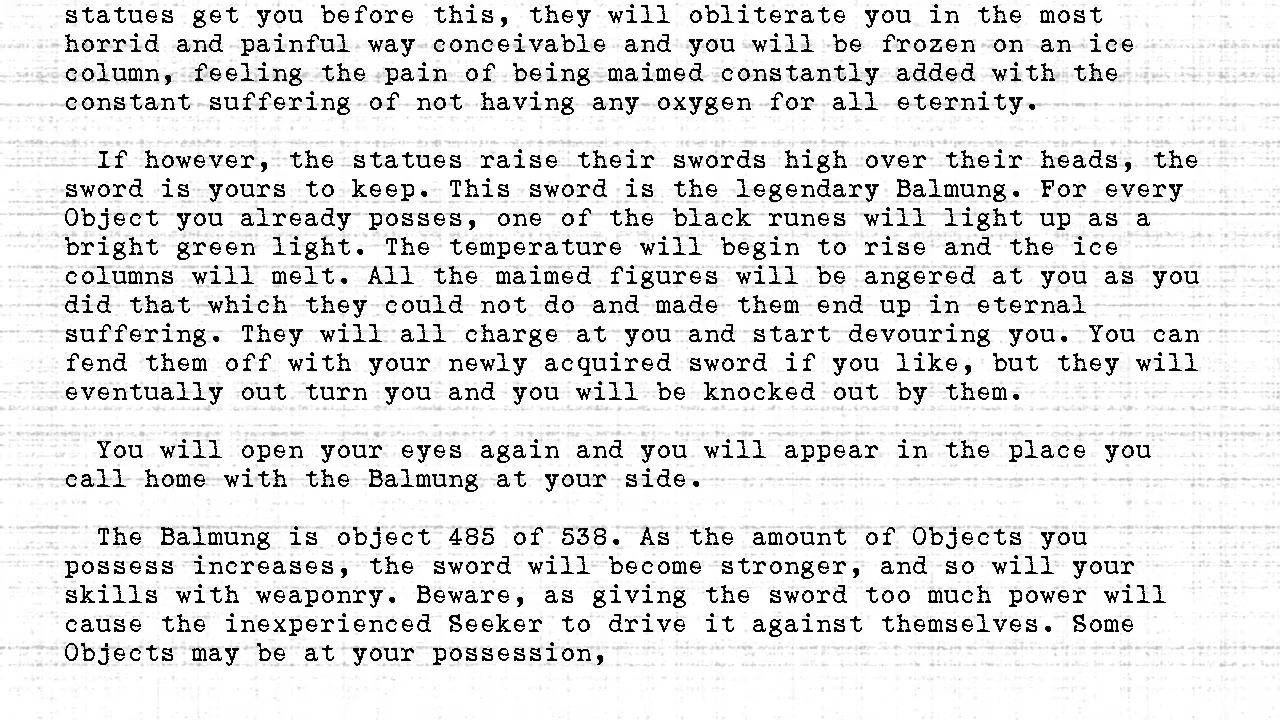 statues get you before this, they will obliterate you in the most
horrid and painful way conceivable and you will be frozen on an ice
column, feeling the pain of being maimed constantly added with the
constant suffering of not having any oxygen for all eternity.
If however, the statues raise their swords high over their heads, the
sword is yours to keep. This sword is the legendary Balmung. For every
Object you already posses, one of the black runes will light up as a
bright green light. The temperature will begin to rise and the ice
columns will melt. All the maimed figures will be angered at you as you
did that which they could not do and made them end up in eternal
suffering. They will all charge at you and start devouring you. You can
fend them off with your newly acquired sword if you like, but they will
eventually out turn you and you will be knocked out by them.
You will open your eyes again and you will appear in the place you
call home with the Balmung at your side.
The Balmung is object 485 of 538. As the amount of Objects you
possess increases, the sword will become stronger, and so will your
skills with weaponry. Beware, as giving the sword too much power will
cause the inexperienced Seeker to drive it against themselves. Some
Objects may be at your possession,